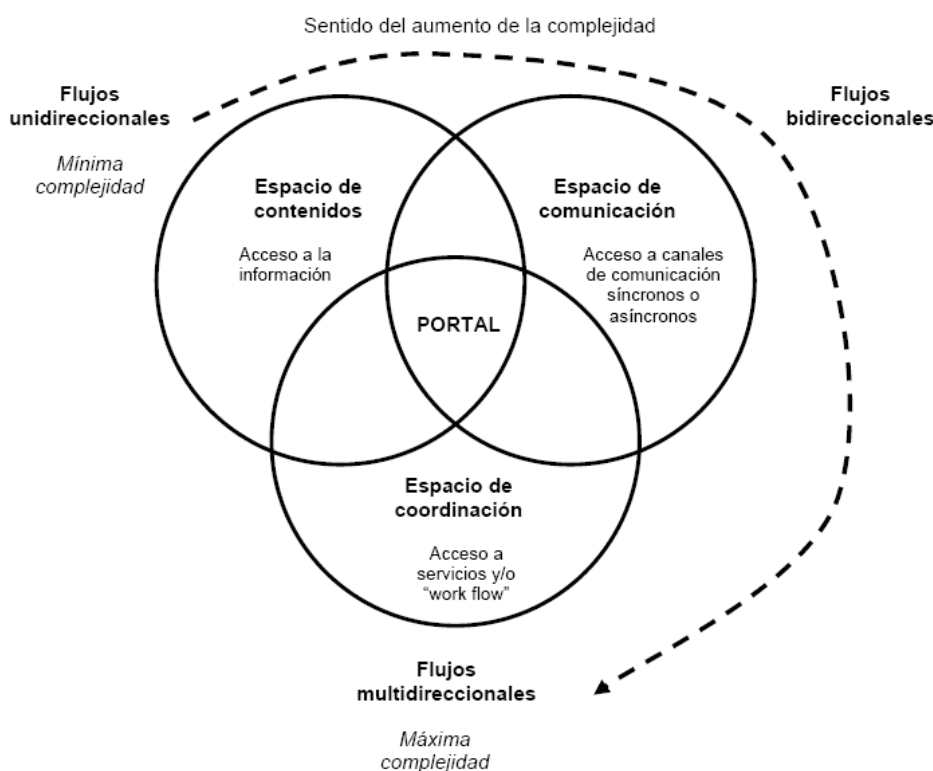 Sentido del aumento de la complejidad
Flujos
unidireccionales
Mínima
complejidad
Flujos
bidireccionales
Espacio de
contenidos
Acceso a la
información
Espacio de
comunicación
Acceso a canales
de comunicación
síncronos o
asíncronos
PORTAL
Espacio de
coordinación
Acceso a
servicios y/o
“work flow”
Flujos
multidireccionales
Máxima
complejidad